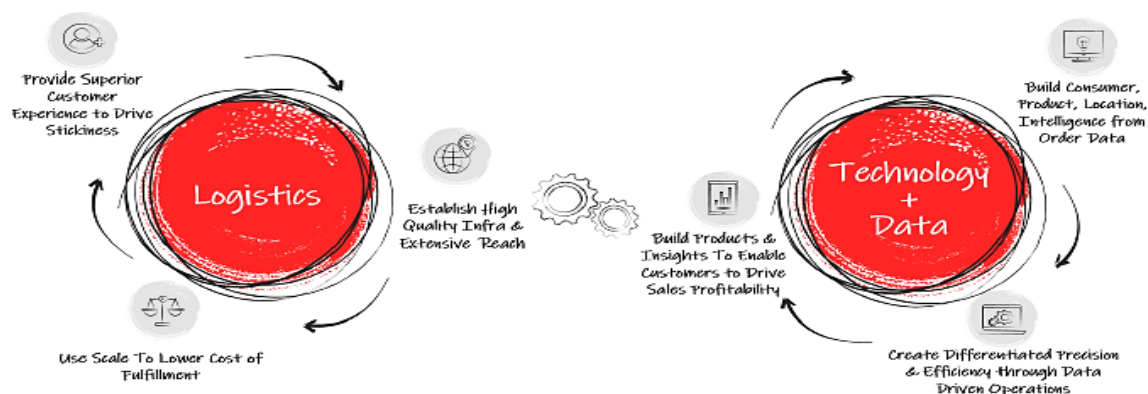 Provide Superior
Customer
Experience to Drive
Stickiness
Logistics
Establish High
Quality Infra &
Extensive Reach
Use Scale To Lower Cost of
Fulfillment
Technology
+
Data
Build Consumer,
Product, Location,
Intelligence from
Order Data
Build Products &
Insights To Enable
Customers to Drive
Sales Profitability
Create Differentiated Precision
& Efficiency through Data
Driven Operations